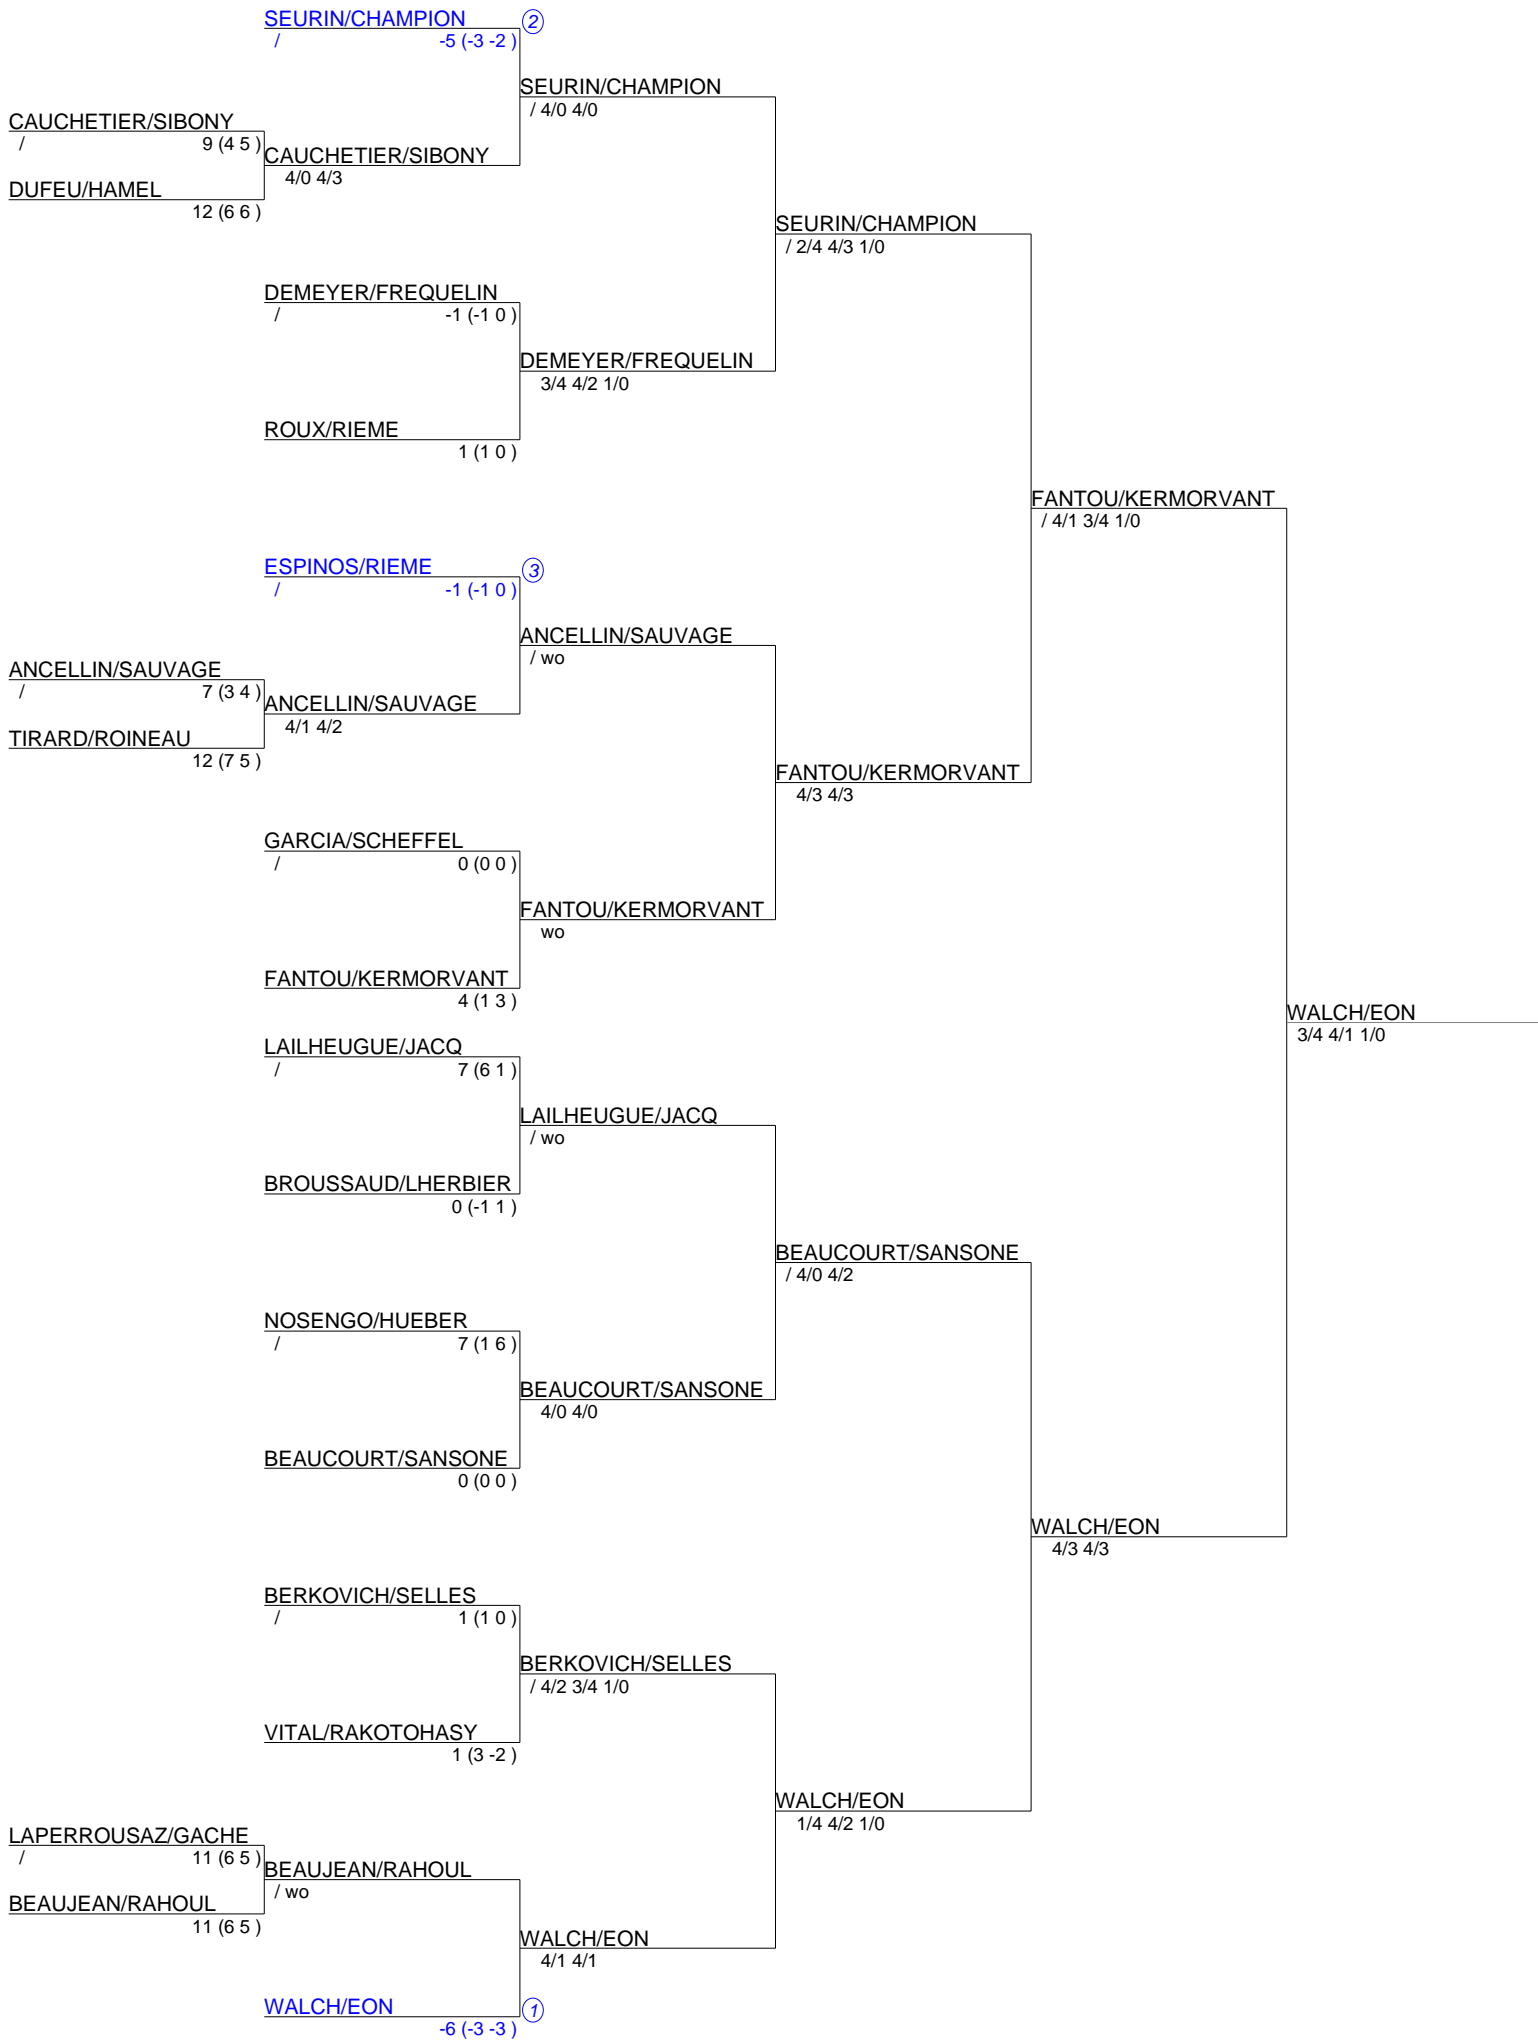 SEURIN/CHAMPION 2
/ -5 (-3 -2 )
SEURIN/CHAMPION
/ 4/0 4/0
CAUCHETIER/SIBONY
/ 9 (4 5 )
CAUCHETIER/SIBONY
4/0 4/3
DUFEU/HAMEL
12 (6 6 )
SEURIN/CHAMPION
/ 2/4 4/3 1/0
DEMEYER/FREQUELIN
/ -1 (-1 0 )
DEMEYER/FREQUELIN
3/4 4/2 1/0
ROUX/RIEME
1 (1 0 )
FANTOU/KERMORVANT
/ 4/1 3/4 1/0
ESPINOS/RIEME 3
/ -1 (-1 0 )
ANCELLIN/SAUVAGE
/ wo
ANCELLIN/SAUVAGE
/ 7 (3 4 )
ANCELLIN/SAUVAGE
4/1 4/2
TIRARD/ROINEAU
12 (7 5 )
FANTOU/KERMORVANT
4/3 4/3
GARCIA/SCHEFFEL
/ 0 (0 0 )
FANTOU/KERMORVANT
wo
FANTOU/KERMORVANT
4 (1 3 )
WALCH/EON
3/4 4/1 1/0
LAILHEUGUE/JACQ
/ 7 (6 1 )
LAILHEUGUE/JACQ
/ wo
BROUSSAUD/LHERBIER
0 (-1 1 )
BEAUCOURT/SANSONE
/ 4/0 4/2
NOSENGO/HUEBER
/ 7 (1 6 )
BEAUCOURT/SANSONE
4/0 4/0
BEAUCOURT/SANSONE
0 (0 0 )
WALCH/EON
4/3 4/3
BERKOVICH/SELLES
/ 1 (1 0 )
BERKOVICH/SELLES
/ 4/2 3/4 1/0
VITAL/RAKOTOHASY
1 (3 -2 )
WALCH/EON
1/4 4/2 1/0
LAPERROUSAZ/GACHE
/ 11 (6 5 )
BEAUJEAN/RAHOUL
/ wo
BEAUJEAN/RAHOUL
11 (6 5 )
WALCH/EON
4/1 4/1
WALCH/EON 1
-6 (-3 -3 )